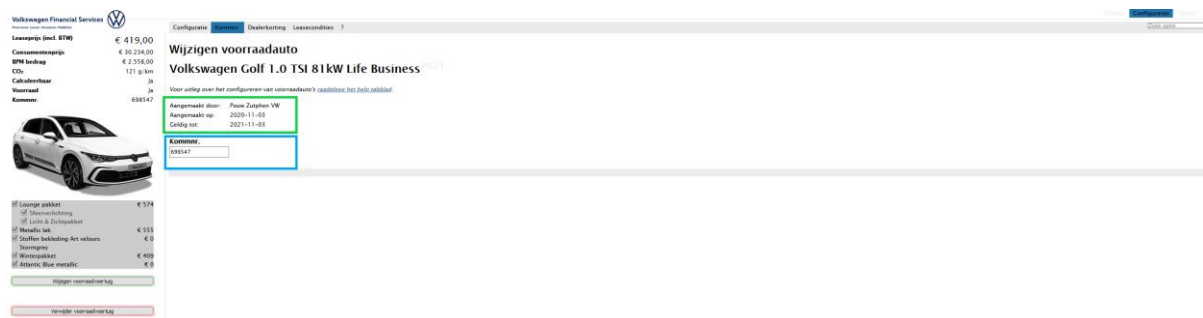 Volkswagen Financial Services
Leaseprijs (incl. BTW) € 419,00
Consumentenprijs € 30.234,00
BPM bedrag € 2.558,00
CO₂ 121 g/km
Calculeerbaar Ja
Voorraad Ja
Kommnr. 698547
Lounge pakket € 574
Sfeerverlichting
Licht & Zichtpakket
Metallic lak € 555
Stoffen bekleding Art velours € 0
Stormgrey
Winterpakket € 409
Atlantic Blue metallic € 0
Wijzigen voorraadvoertuig
Verwijder voorraadvoertuig
Configureren
Zoek optie
Configuratie Kommnr. Dealerkorting Leasecondities ?
Wijzigen voorraadauto
Volkswagen Golf 1.0 TSI 81kW Life Business 2021
Voor uitleg over het configureren van voorraadauto's raadpleeg het help tabblad.
Aangemaakt door: Pouw Zutphen VW
Aangemaakt op: 2020-11-03
Geldig tot: 2021-11-03
Kommnr.
698547